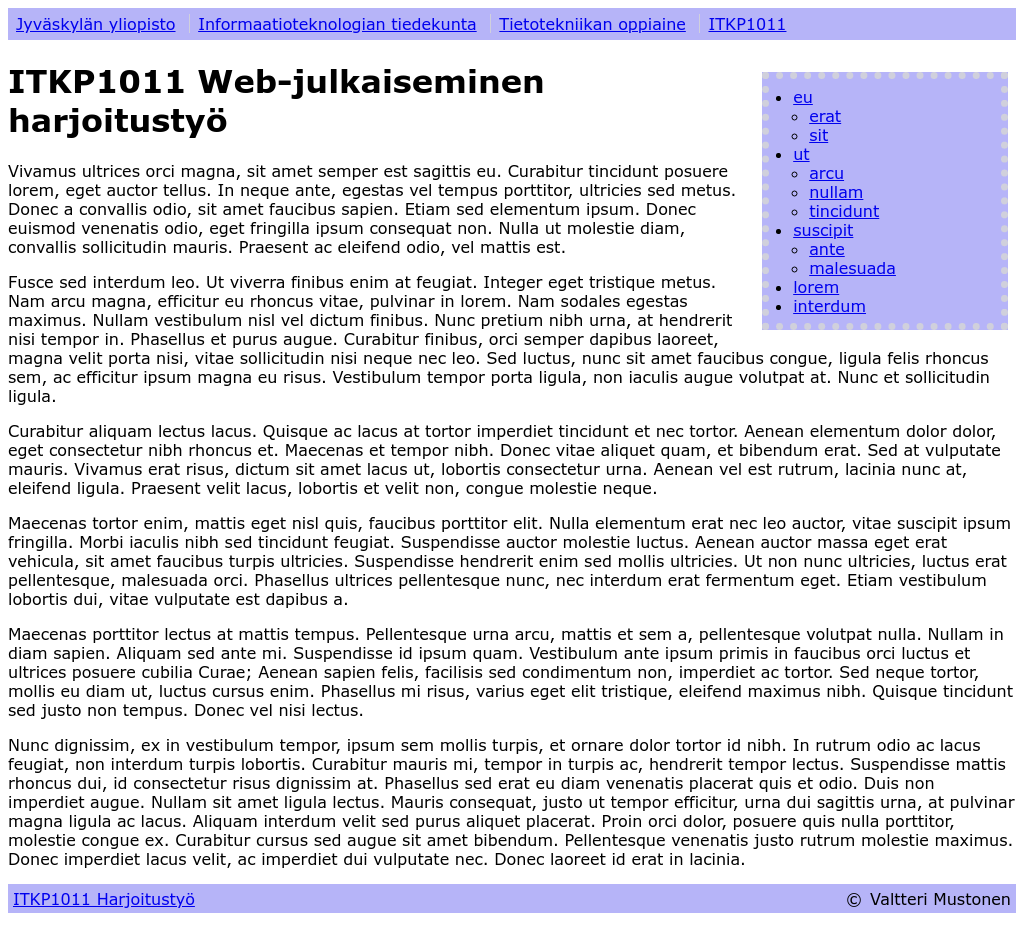 Jyväskylän yliopisto Informaatioteknologian tiedekunta Tietotekniikan oppiaine ITKP1011
ITKP1011 Web-julkaiseminen
harjoitustyö
eu
erat
sit
ut
arcu
nullam
tincidunt
suscipit
ante
malesuada
lorem
interdum
Vivamus ultrices orci magna, sit amet semper est sagittis eu. Curabitur tincidunt posuere
lorem, eget auctor tellus. In neque ante, egestas vel tempus porttitor, ultricies sed metus.
Donec a convallis odio, sit amet faucibus sapien. Etiam sed elementum ipsum. Donec
euismod venenatis odio, eget fringilla ipsum consequat non. Nulla ut molestie diam,
convallis sollicitudin mauris. Praesent ac eleifend odio, vel mattis est.
Fusce sed interdum leo. Ut viverra finibus enim at feugiat. Integer eget tristique metus.
Nam arcu magna, efficitur eu rhoncus vitae, pulvinar in lorem. Nam sodales egestas
maximus. Nullam vestibulum nisl vel dictum finibus. Nunc pretium nibh urna, at hendrerit
nisi tempor in. Phasellus et purus augue. Curabitur finibus, orci semper dapibus laoreet,
magna velit porta nisi, vitae sollicitudin nisi neque nec leo. Sed luctus, nunc sit amet faucibus congue, ligula felis rhoncus
sem, ac efficitur ipsum magna eu risus. Vestibulum tempor porta ligula, non iaculis augue volutpat at. Nunc et sollicitudin
ligula.
Curabitur aliquam lectus lacus. Quisque ac lacus at tortor imperdiet tincidunt et nec tortor. Aenean elementum dolor dolor,
eget consectetur nibh rhoncus et. Maecenas et tempor nibh. Donec vitae aliquet quam, et bibendum erat. Sed at vulputate
mauris. Vivamus erat risus, dictum sit amet lacus ut, lobortis consectetur urna. Aenean vel est rutrum, lacinia nunc at,
eleifend ligula. Praesent velit lacus, lobortis et velit non, congue molestie neque.
Maecenas tortor enim, mattis eget nisl quis, faucibus porttitor elit. Nulla elementum erat nec leo auctor, vitae suscipit ipsum
fringilla. Morbi iaculis nibh sed tincidunt feugiat. Suspendisse auctor molestie luctus. Aenean auctor massa eget erat
vehicula, sit amet faucibus turpis ultricies. Suspendisse hendrerit enim sed mollis ultricies. Ut non nunc ultricies, luctus erat
pellentesque, malesuada orci. Phasellus ultrices pellentesque nunc, nec interdum erat fermentum eget. Etiam vestibulum
lobortis dui, vitae vulputate est dapibus a.
Maecenas porttitor lectus at mattis tempus. Pellentesque urna arcu, mattis et sem a, pellentesque volutpat nulla. Nullam in
diam sapien. Aliquam sed ante mi. Suspendisse id ipsum quam. Vestibulum ante ipsum primis in faucibus orci luctus et
ultrices posuere cubilia Curae; Aenean sapien felis, facilisis sed condimentum non, imperdiet ac tortor. Sed neque tortor,
mollis eu diam ut, luctus cursus enim. Phasellus mi risus, varius eget elit tristique, eleifend maximus nibh. Quisque tincidunt
sed justo non tempus. Donec vel nisi lectus.
Nunc dignissim, ex in vestibulum tempor, ipsum sem mollis turpis, et ornare dolor tortor id nibh. In rutrum odio ac lacus
feugiat, non interdum turpis lobortis. Curabitur mauris mi, tempor in turpis ac, hendrerit tempor lectus. Suspendisse mattis
rhoncus dui, id consectetur risus dignissim at. Phasellus sed erat eu diam venenatis placerat quis et odio. Duis non
imperdiet augue. Nullam sit amet ligula lectus. Mauris consequat, justo ut tempor efficitur, urna dui sagittis urna, at pulvinar
magna ligula ac lacus. Aliquam interdum velit sed purus aliquet placerat. Proin orci dolor, posuere quis nulla porttitor,
molestie congue ex. Curabitur cursus sed augue sit amet bibendum. Pellentesque venenatis justo rutrum molestie maximus.
Donec imperdiet lacus velit, ac imperdiet dui vulputate nec. Donec laoreet id erat in lacinia.
ITKP1011 Harjoitustyö © Valtteri Mustonen